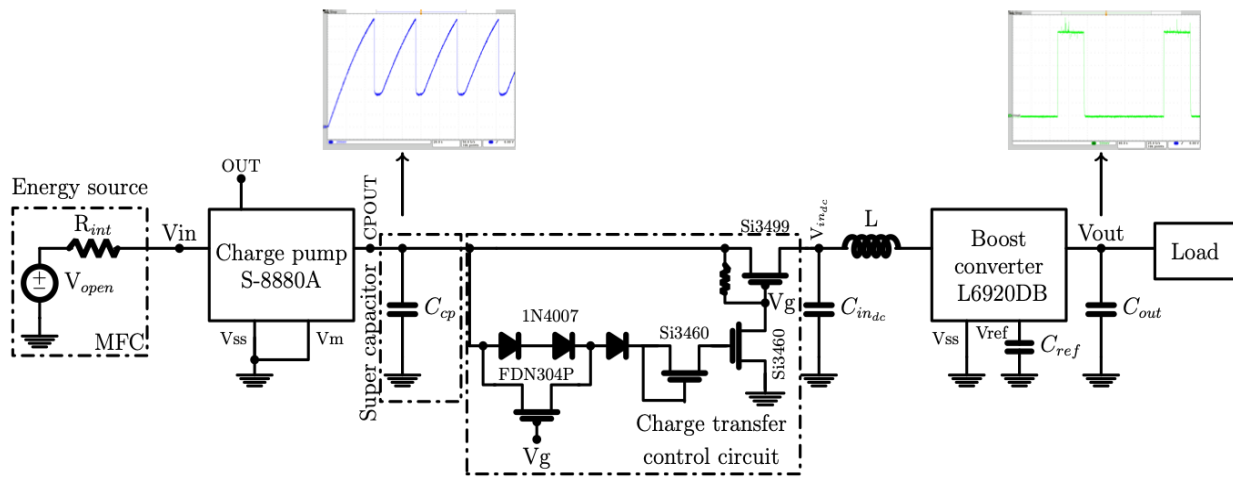 OUT
Energy source
R_int
Vin
CPOUT
Si3499
V_in_dc
L
Vout
Charge pump
S-8880A
Boost
converter
L6920DB
Load
V_open
Super capacitor
C_cp
Vg
C_in_dc
C_out
1N4007
Si3460
Si3460
Vss
Vm
MFC
Vss
Vref
C_ref
FDN304P
Charge transfer
control circuit
Vg